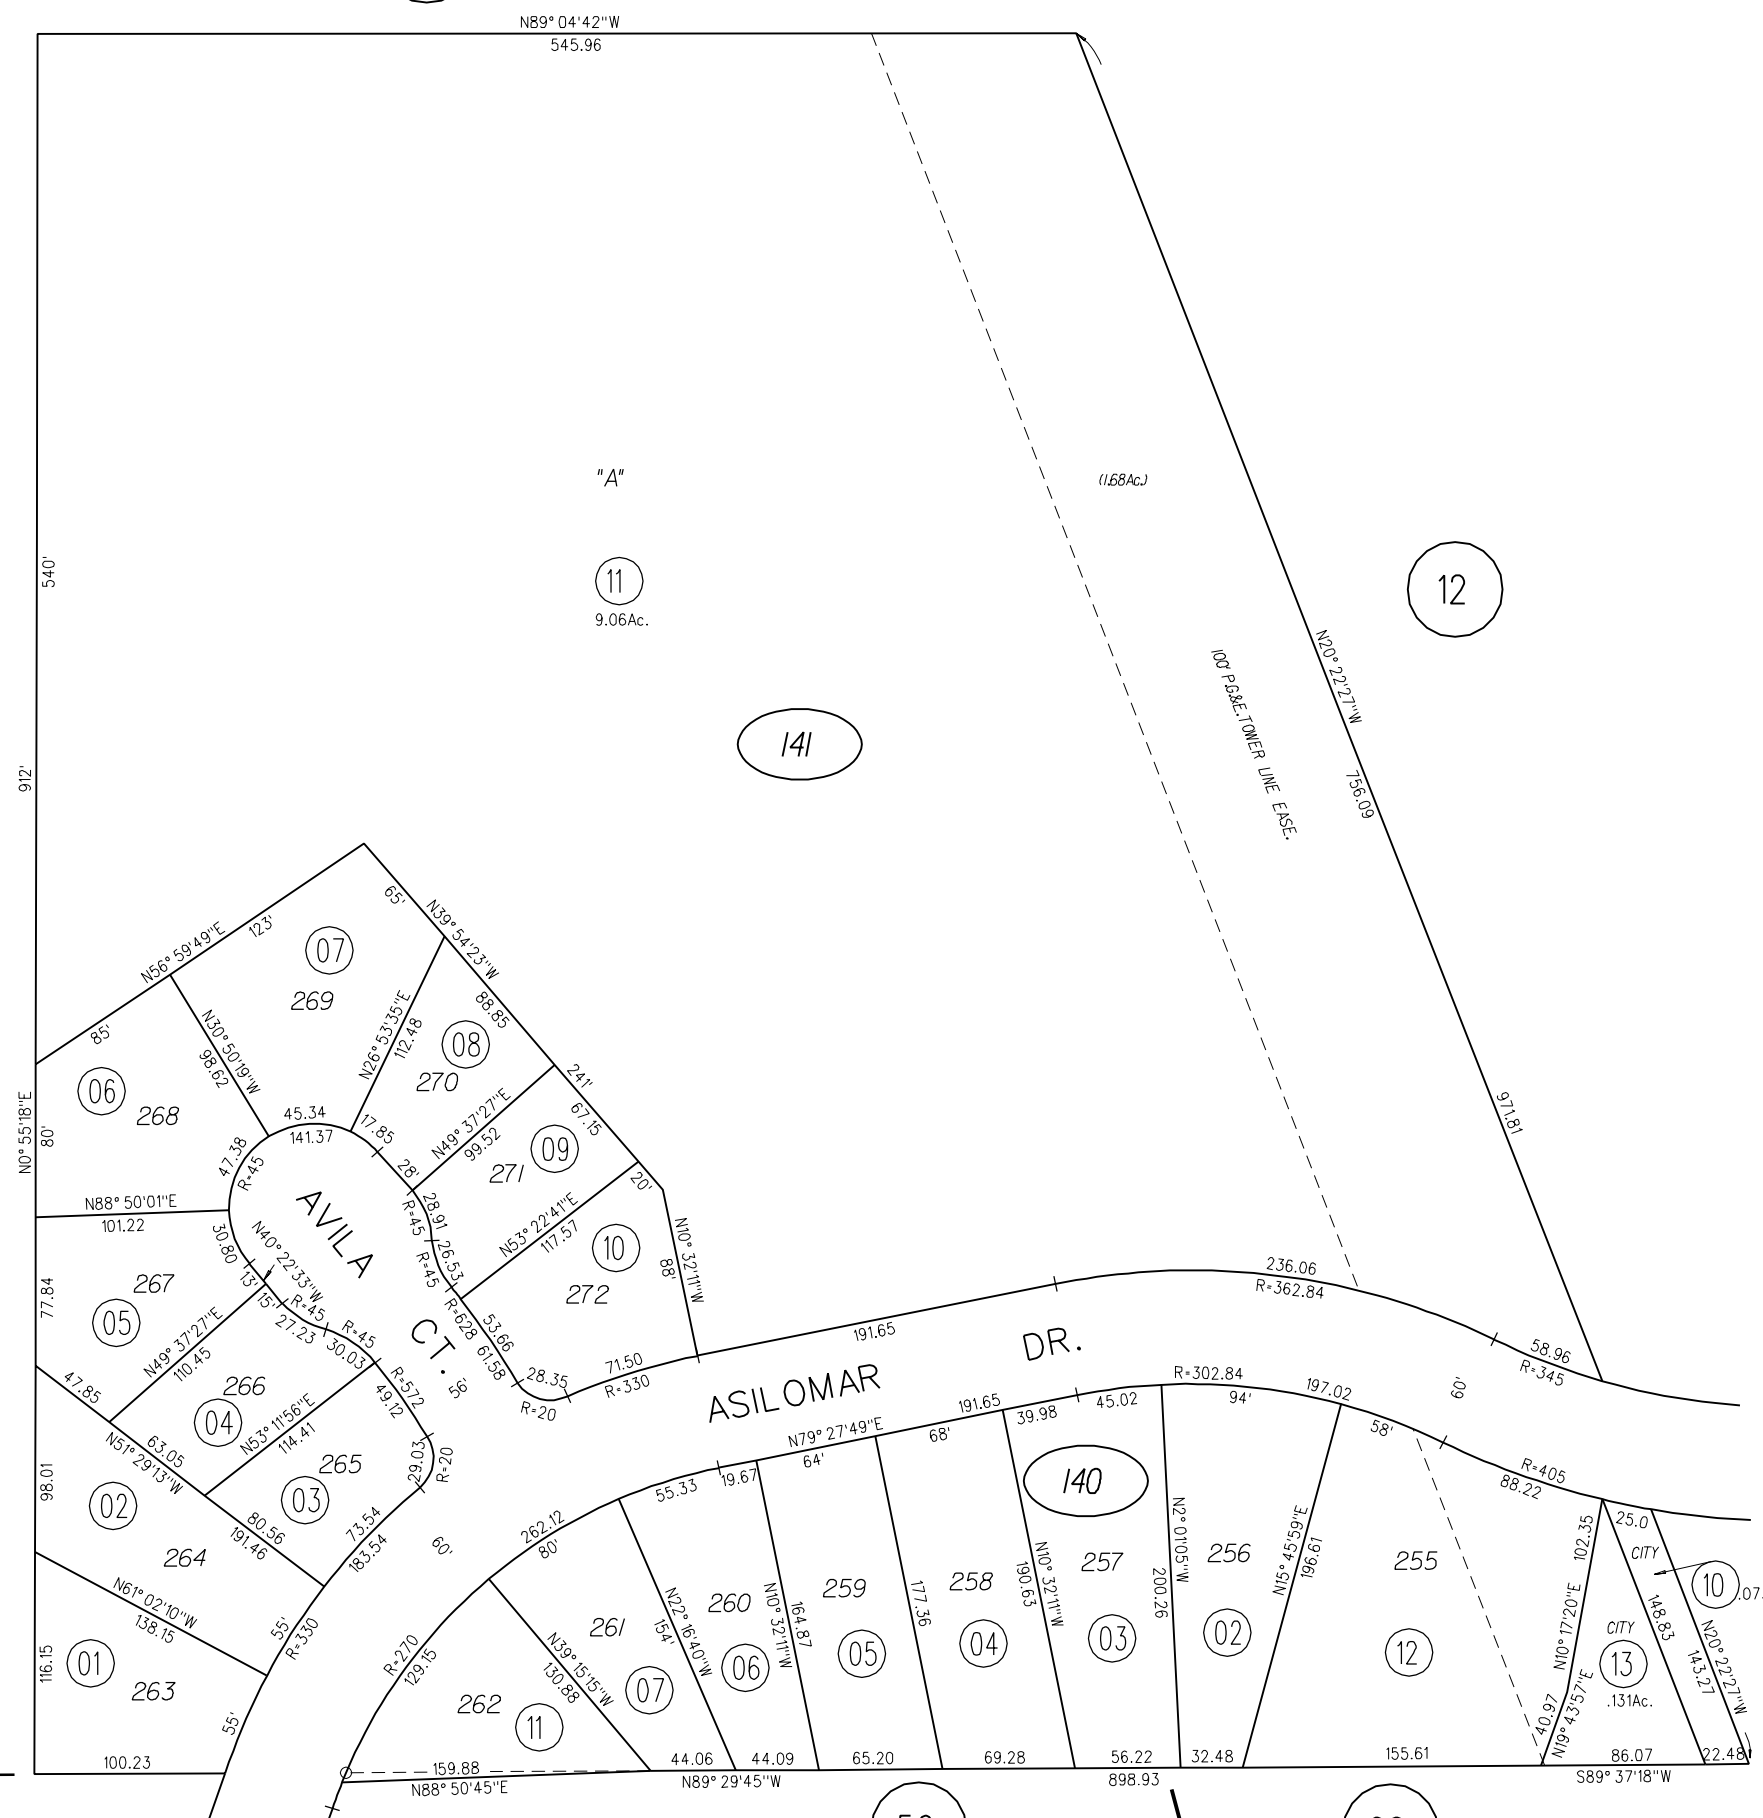 N89° 04'42"W
545.96
"A"
(1.68Ac.)
540'
11
9.06Ac.
12
N20° 22'27"W
100' P.G.&E. TOWER LINE EASE.
141
912'
756.09
65'
N39° 54'23"W
123'
N56° 59'49"E
07
269
88.85
85'
N30° 50'19"W
98.62
N26° 53'35"E
112.48
08
270
241'
06
268
N0° 55'18"E
80'
45.34
141.37
17.85
N49° 37'27"E
99.52
67.15
09
271
971.81
47.38
R=45
28'
20'
N88° 50'01"E
101.22
AVILA
CT.
28.91
R=45
N53° 22'41"E
117.57
10
272
N10° 32'11"W
88'
30.80
N40° 22'33"W
26.53
R=45
236.06
R=362.84
77.84
267
05
13'
15'
R=45
27.23
R=45
30.03
R=628
53.66
61.58
191.65
DR.
ASILOMAR
58.96
R=345
N49° 37'27"E
110.45
47.85
266
04
R=572
49.12
56'
28.35
R=20
71.50
R=330
R=302.84
94'
197.02
60'
N53° 11'56"E
114.41
63.05
N51° 29'13"W
N79° 27'49"E
64'
68'
191.65
39.98
45.02
58'
98.01
02
264
265
03
29.03
R=20
80.56
191.46
73.54
183.54
60'
262.12
80'
55.33
19.67
140
R=405
88.22
N61° 02'10"W
138.15
55'
R=330
116.15
01
263
55'
100.23
R=270
129.15
262
11
N39° 15'15"W
130.88
261
07
N22° 16'40"W
154'
260
06
N10° 32'11"W
164.87
259
05
177.36
258
04
190.63
N10° 32'11"W
257
03
N2° 01'05"W
200.26
256
02
N15° 45'59"E
196.61
255
12
102.35
N10° 17'20"E
40.97
N19° 43'57"E
25.0
CITY
10
.07
CITY
13
.131Ac.
148.83
143.27
N20° 22'27"W
159.88
N88° 50'45"E
44.06
44.09
65.20
69.28
56.22
32.48
155.61
86.07
22.48
N89° 29'45"W
898.93
S89° 37'18"W